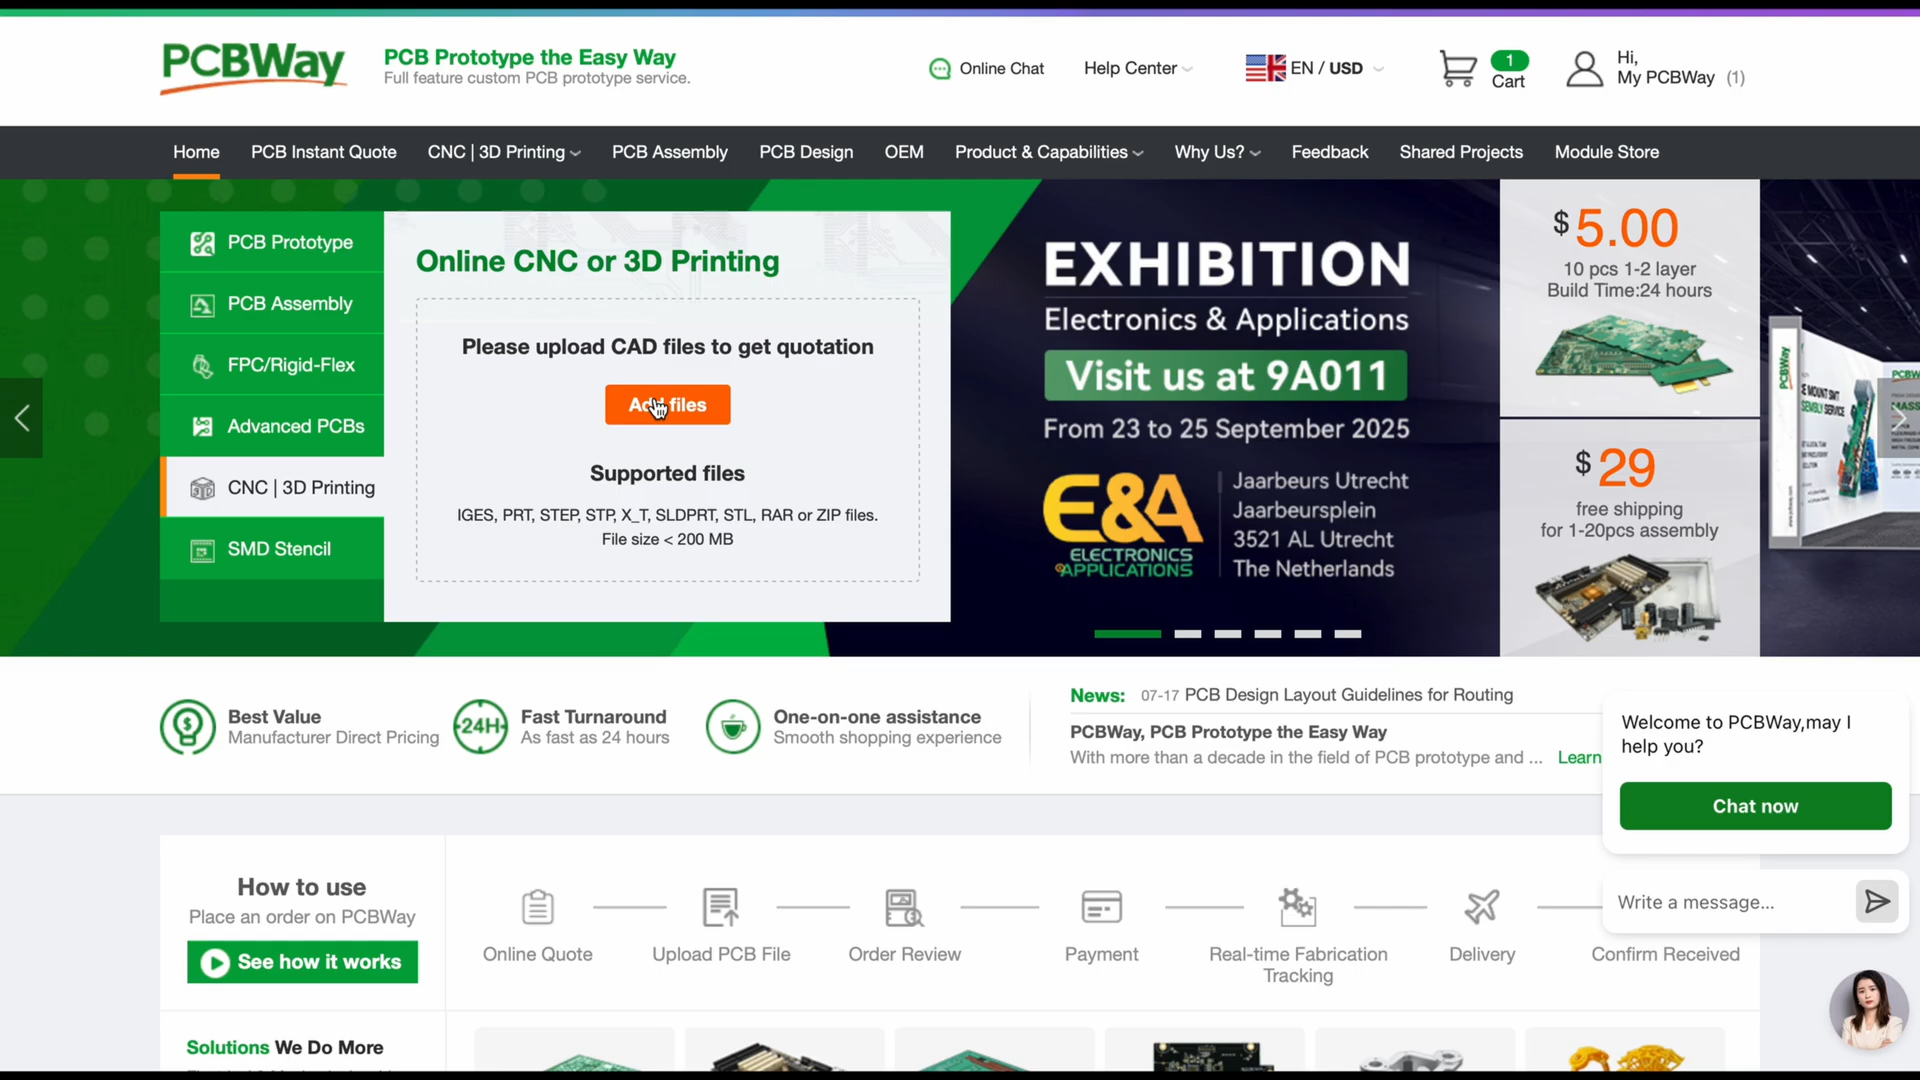 PCBWay
PCB Prototype the Easy Way
Full feature custom PCB prototype service.
Online Chat
Help Center
EN / USD
1
Cart
Hi,
My PCBWay (1)
Home
PCB Instant Quote
CNC | 3D Printing
PCB Assembly
PCB Design
OEM
Product & Capabilities
Why Us?
Feedback
Shared Projects
Module Store
PCB Prototype
PCB Assembly
FPC/Rigid-Flex
Advanced PCBs
CNC | 3D Printing
SMD Stencil
Online CNC or 3D Printing
Please upload CAD files to get quotation
Add files
Supported files
IGES, PRT, STEP, STP, X_T, SLDPRT, STL, RAR or ZIP files.
File size < 200 MB
EXHIBITION
Electronics & Applications
Visit us at 9A011
From 23 to 25 September 2025
E&A
ELECTRONICS
&APPLICATIONS
Jaarbeurs Utrecht
Jaarbeursplein
3521 AL Utrecht
The Netherlands
$5.00
10 pcs 1-2 layer
Build Time:24 hours
$29
free shipping
for 1-20pcs assembly
PCBWay
Best Value
Manufacturer Direct Pricing
24H
Fast Turnaround
As fast as 24 hours
One-on-one assistance
Smooth shopping experience
News: 07-17 PCB Design Layout Guidelines for Routing
PCBWay, PCB Prototype the Easy Way
With more than a decade in the field of PCB prototype and ... Learn
Welcome to PCBWay,may I
help you?
Chat now
Write a message...
How to use
Place an order on PCBWay
See how it works
Online Quote
Upload PCB File
Order Review
Payment
Real-time Fabrication
Tracking
Delivery
Confirm Received
Solutions We Do More